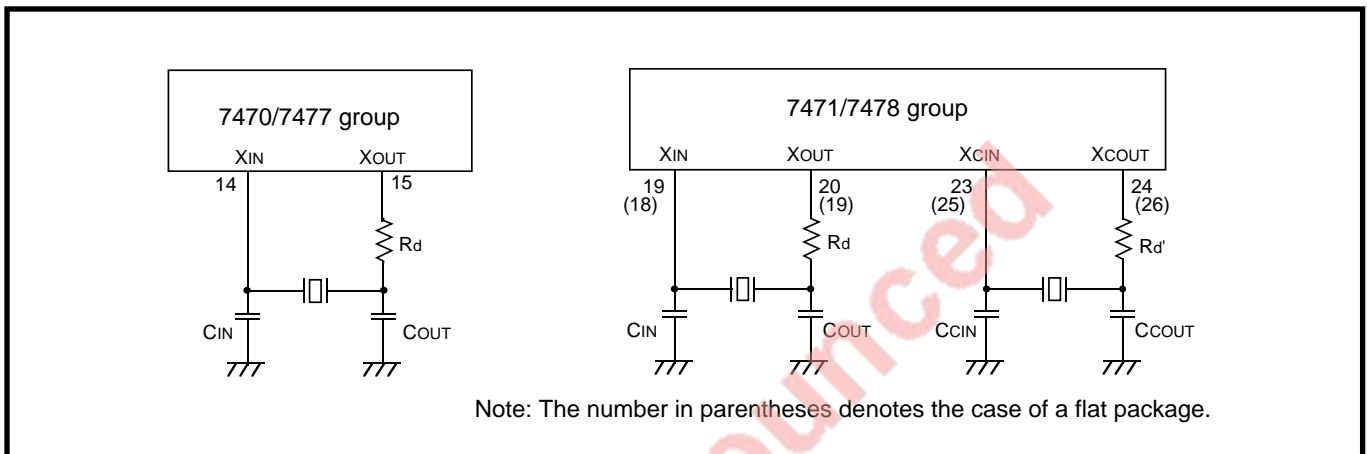 7470/7477 group
XIN XOUT
14 15
Rd
CIN COUT
7471/7478 group
XIN XOUT XCIN XCOUT
19 20 23 24
(18) (19) (25) (26)
Rd Rd'
CIN COUT CCIN CCOUT
Note: The number in parentheses denotes the case of a flat package.
ounced